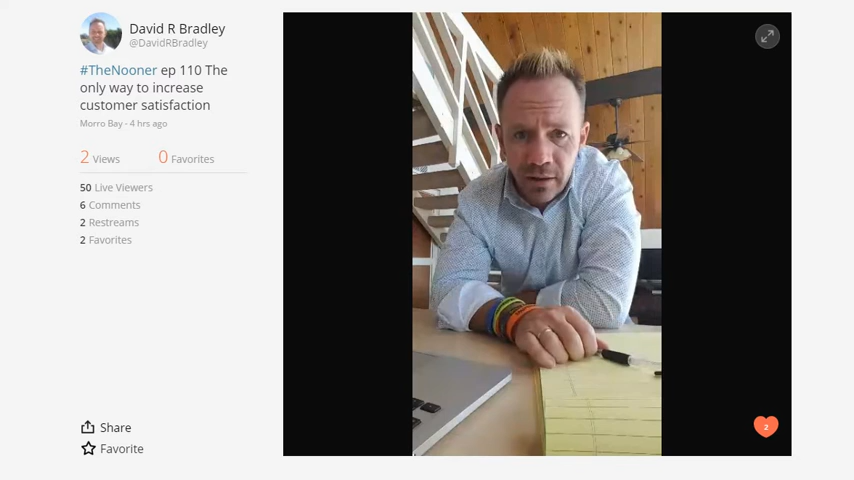 David R Bradley
@DavidRBradley
#TheNooner ep 110 The
only way to increase
customer satisfaction
Morro Bay - 4 hrs ago
2 Views 0 Favorites
50 Live Viewers
6 Comments
2 Restreams
2 Favorites
Share
Favorite
2